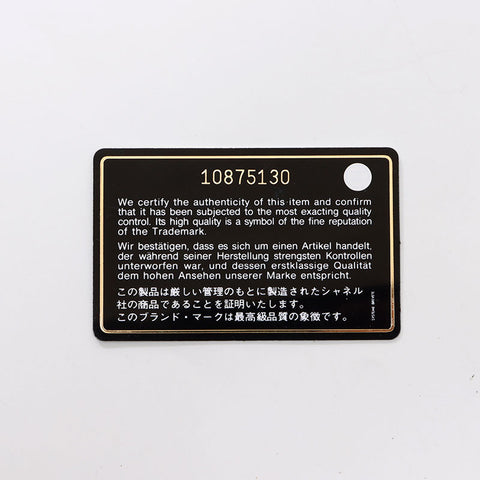 10875130
We certify the authenticity of this item and confirm
that it has been subjected to the most exacting quality
control. Its high quality is a symbol of the fine reputation
of the Trademark.
Wir bestätigen, dass es sich um einen Artikel handelt,
der während seiner Herstellung strengsten Kontrollen
unterworfen war, und dessen erstklassige Qualität
dem hohen Ansehen unserer Marke entspricht.
この製品は厳しい管理のもとに製造されたシャネル
社の商品であることを証明いたします。
このブランド・マークは最高級品質の象徴です。